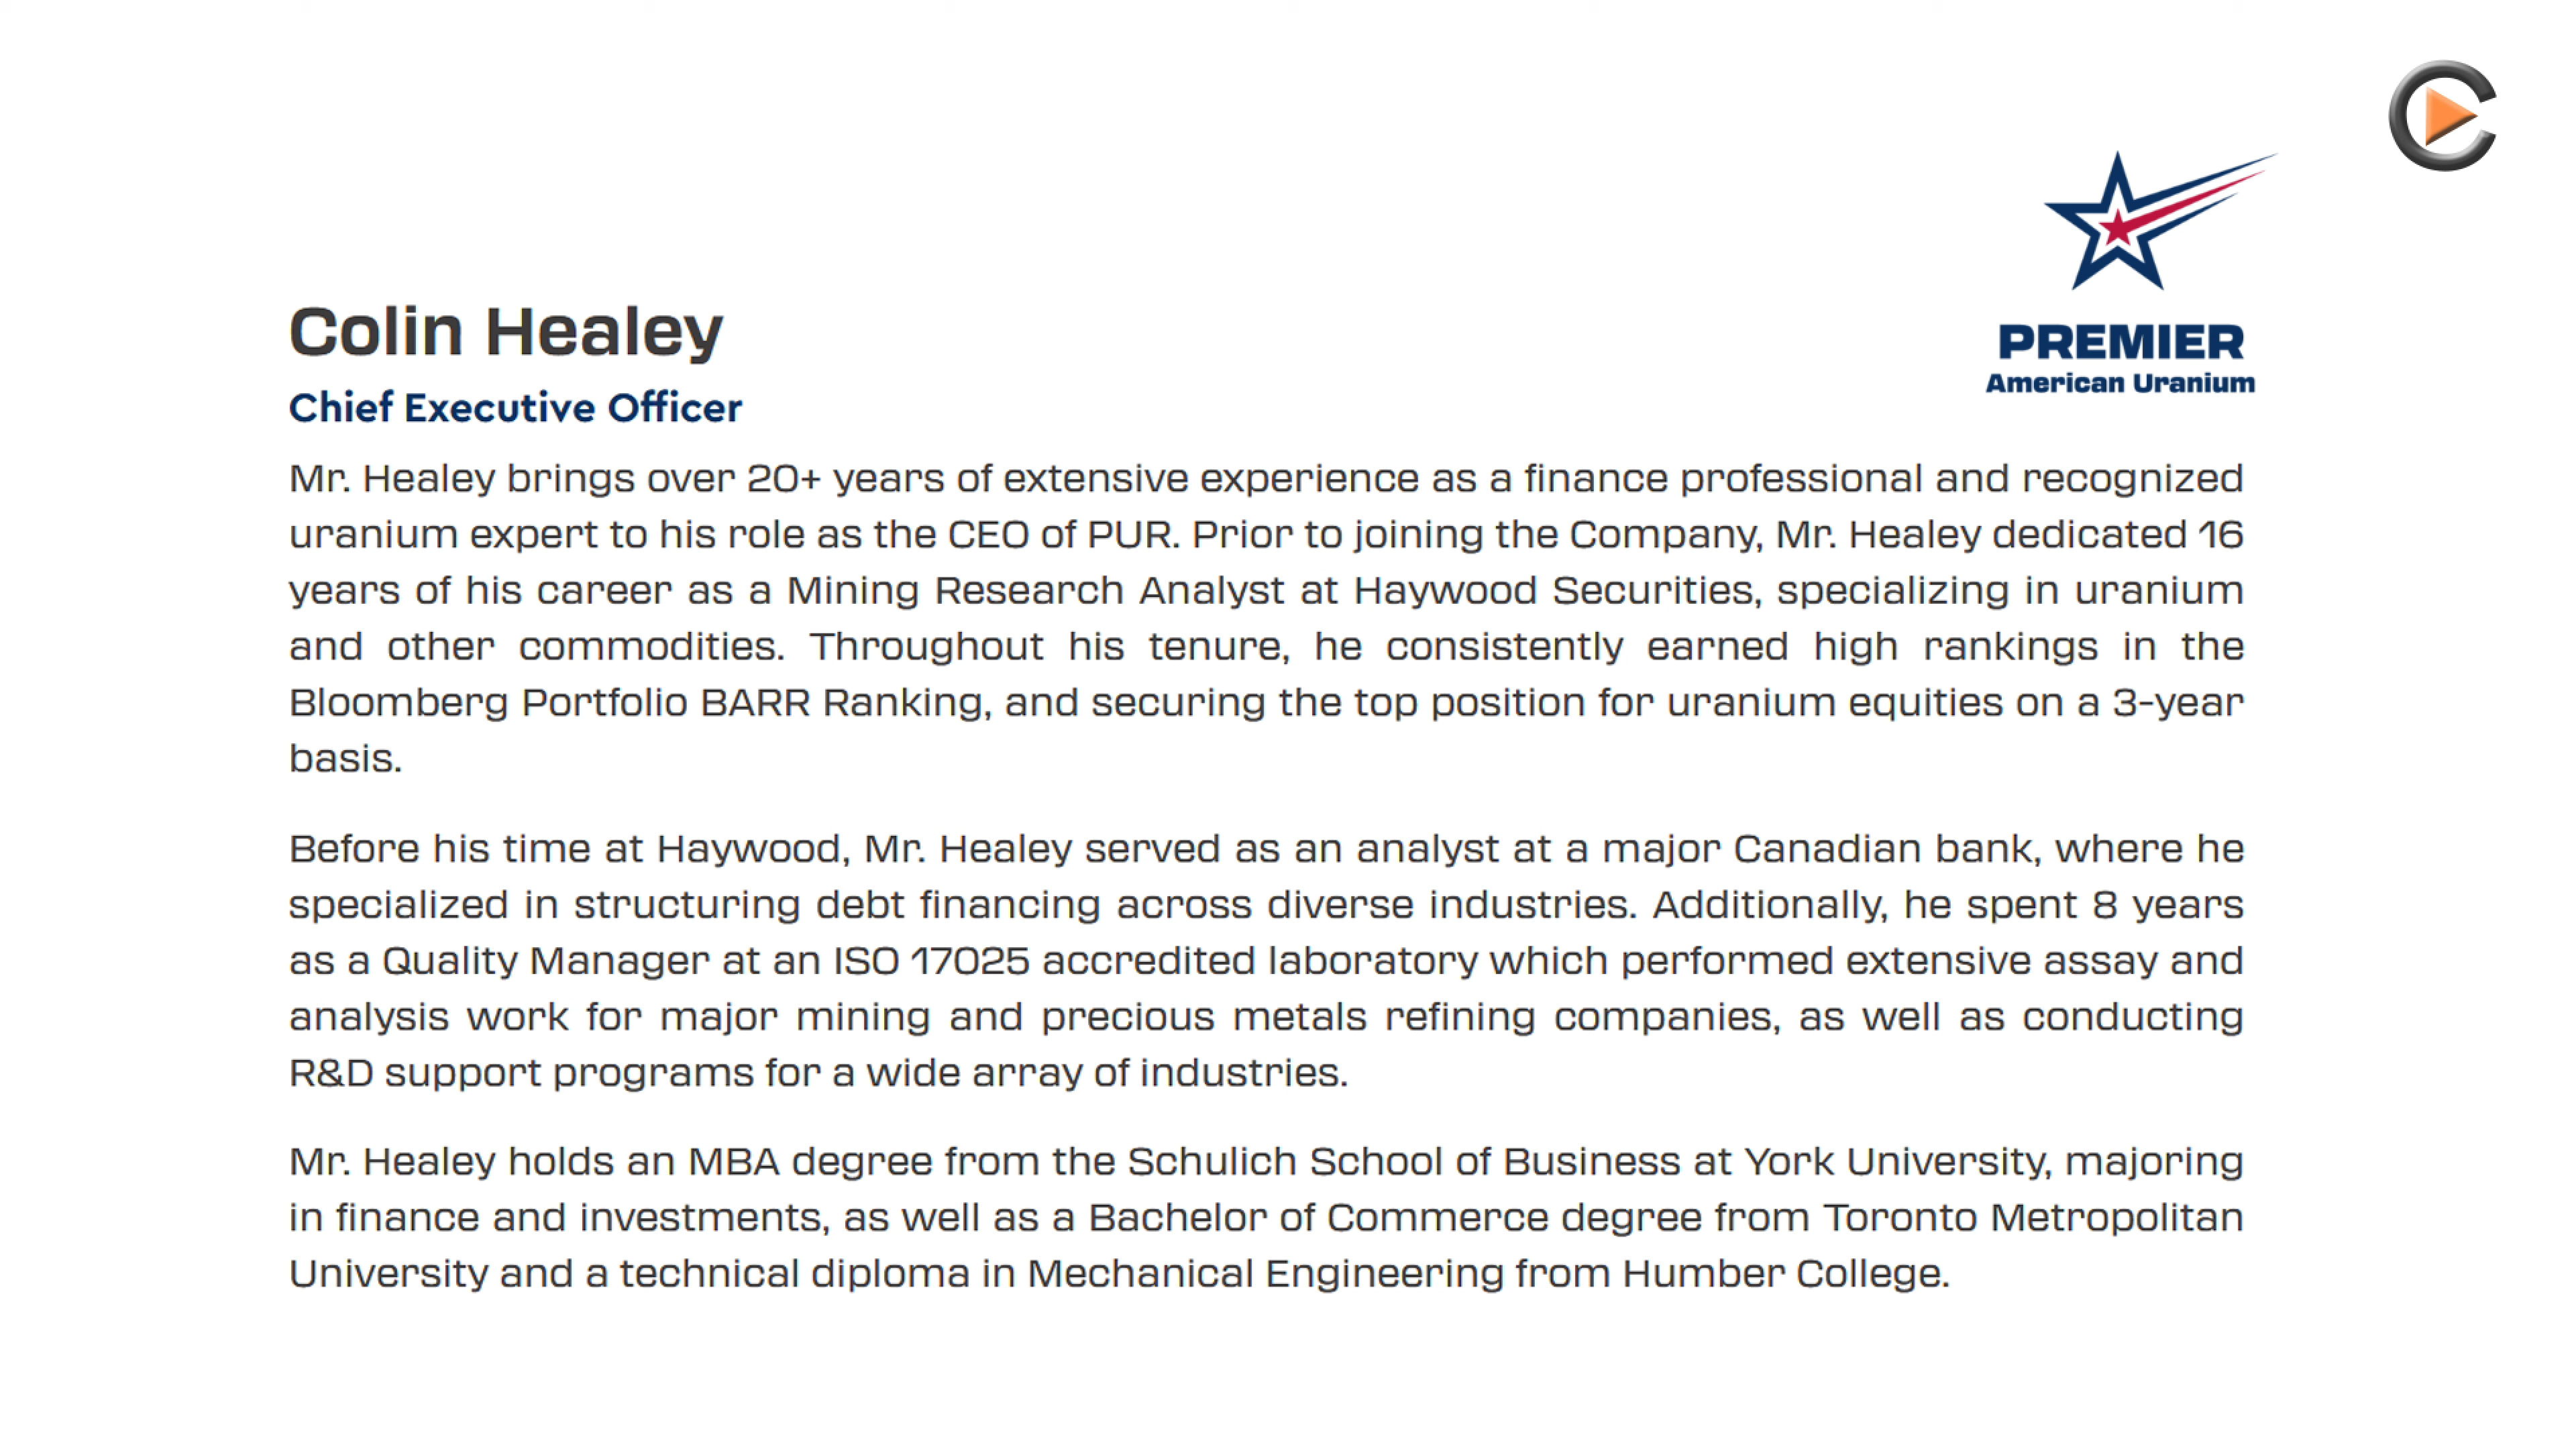 PREMIER
American Uranium
Colin Healey
Chief Executive Officer
Mr. Healey brings over 20+ years of extensive experience as a finance professional and recognized
uranium expert to his role as the CEO of PUR. Prior to joining the Company, Mr. Healey dedicated 16
years of his career as a Mining Research Analyst at Haywood Securities, specializing in uranium
and other commodities. Throughout his tenure, he consistently earned high rankings in the
Bloomberg Portfolio BARR Ranking, and securing the top position for uranium equities on a 3-year
basis.
Before his time at Haywood, Mr. Healey served as an analyst at a major Canadian bank, where he
specialized in structuring debt financing across diverse industries. Additionally, he spent 8 years
as a Quality Manager at an ISO 17025 accredited laboratory which performed extensive assay and
analysis work for major mining and precious metals refining companies, as well as conducting
R&D support programs for a wide array of industries.
Mr. Healey holds an MBA degree from the Schulich School of Business at York University, majoring
in finance and investments, as well as a Bachelor of Commerce degree from Toronto Metropolitan
University and a technical diploma in Mechanical Engineering from Humber College.